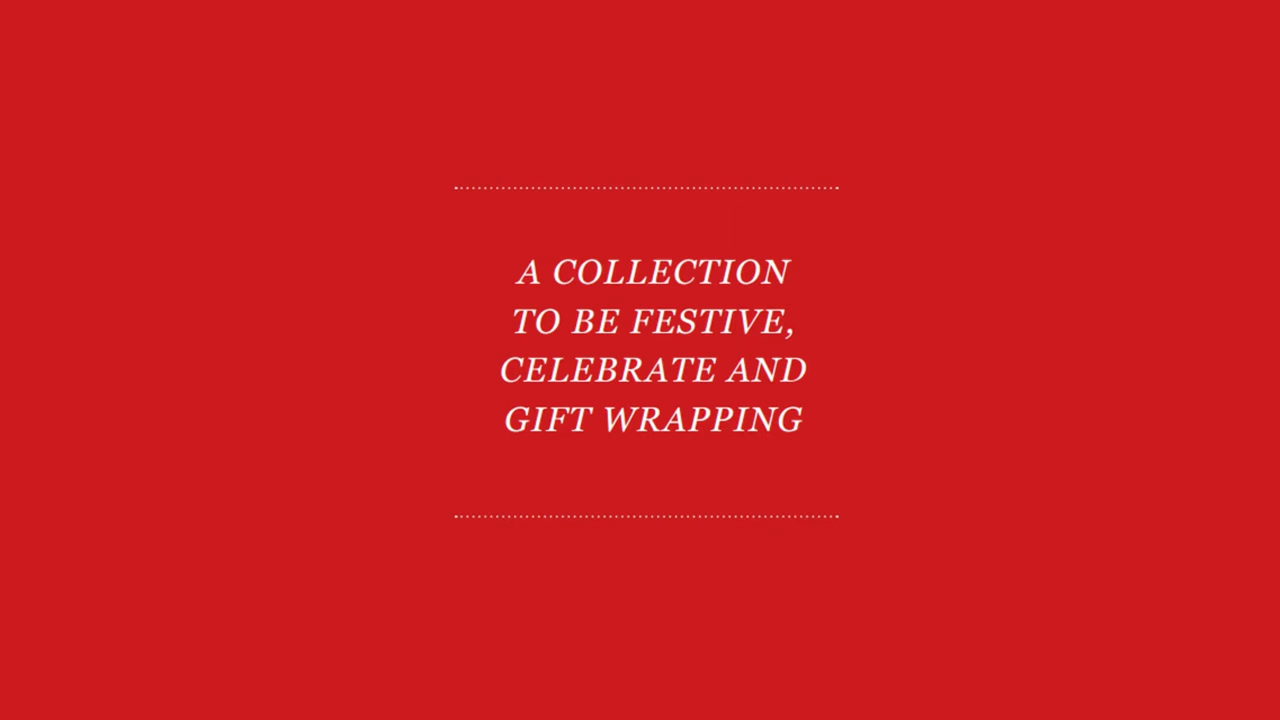 A COLLECTION
TO BE FESTIVE,
CELEBRATE AND
GIFT WRAPPING